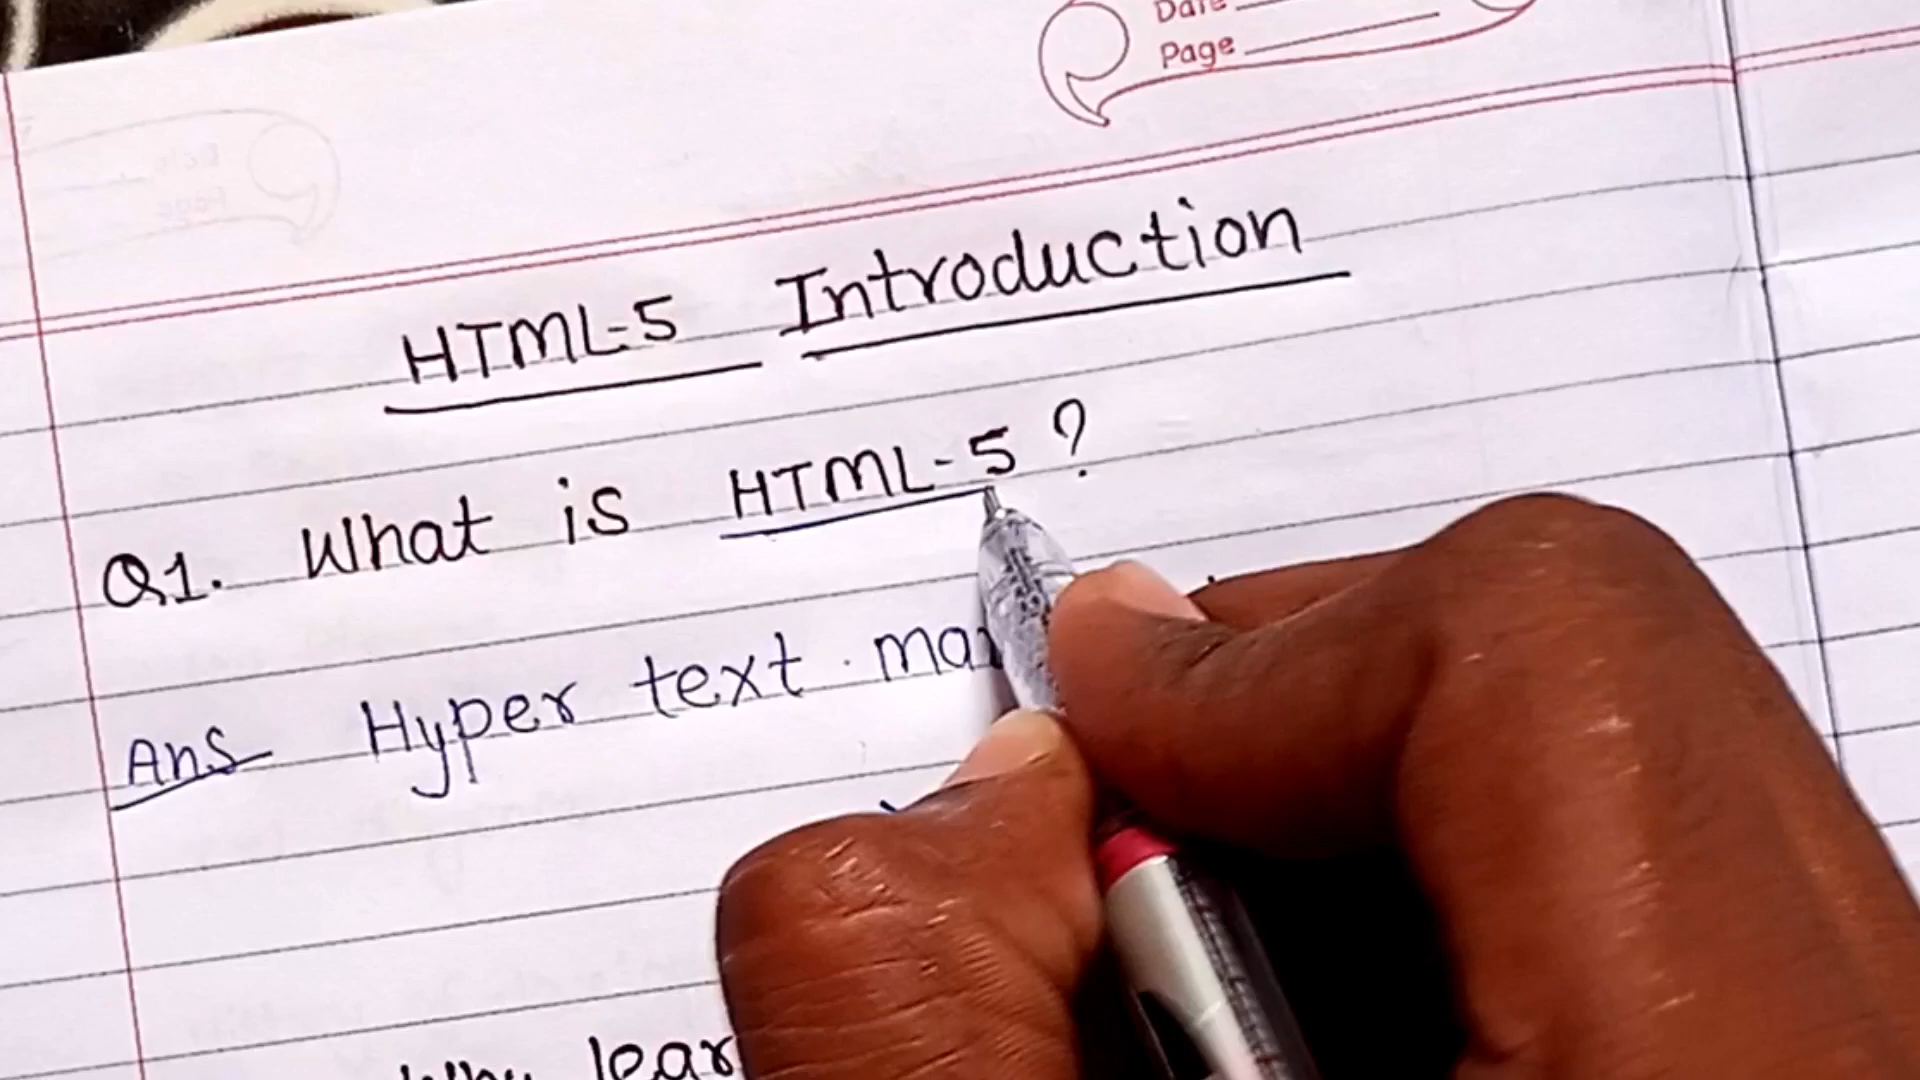 Date
Page
HTML-5 Introduction
Q1. What is HTML-5 ?
Ans Hyper text